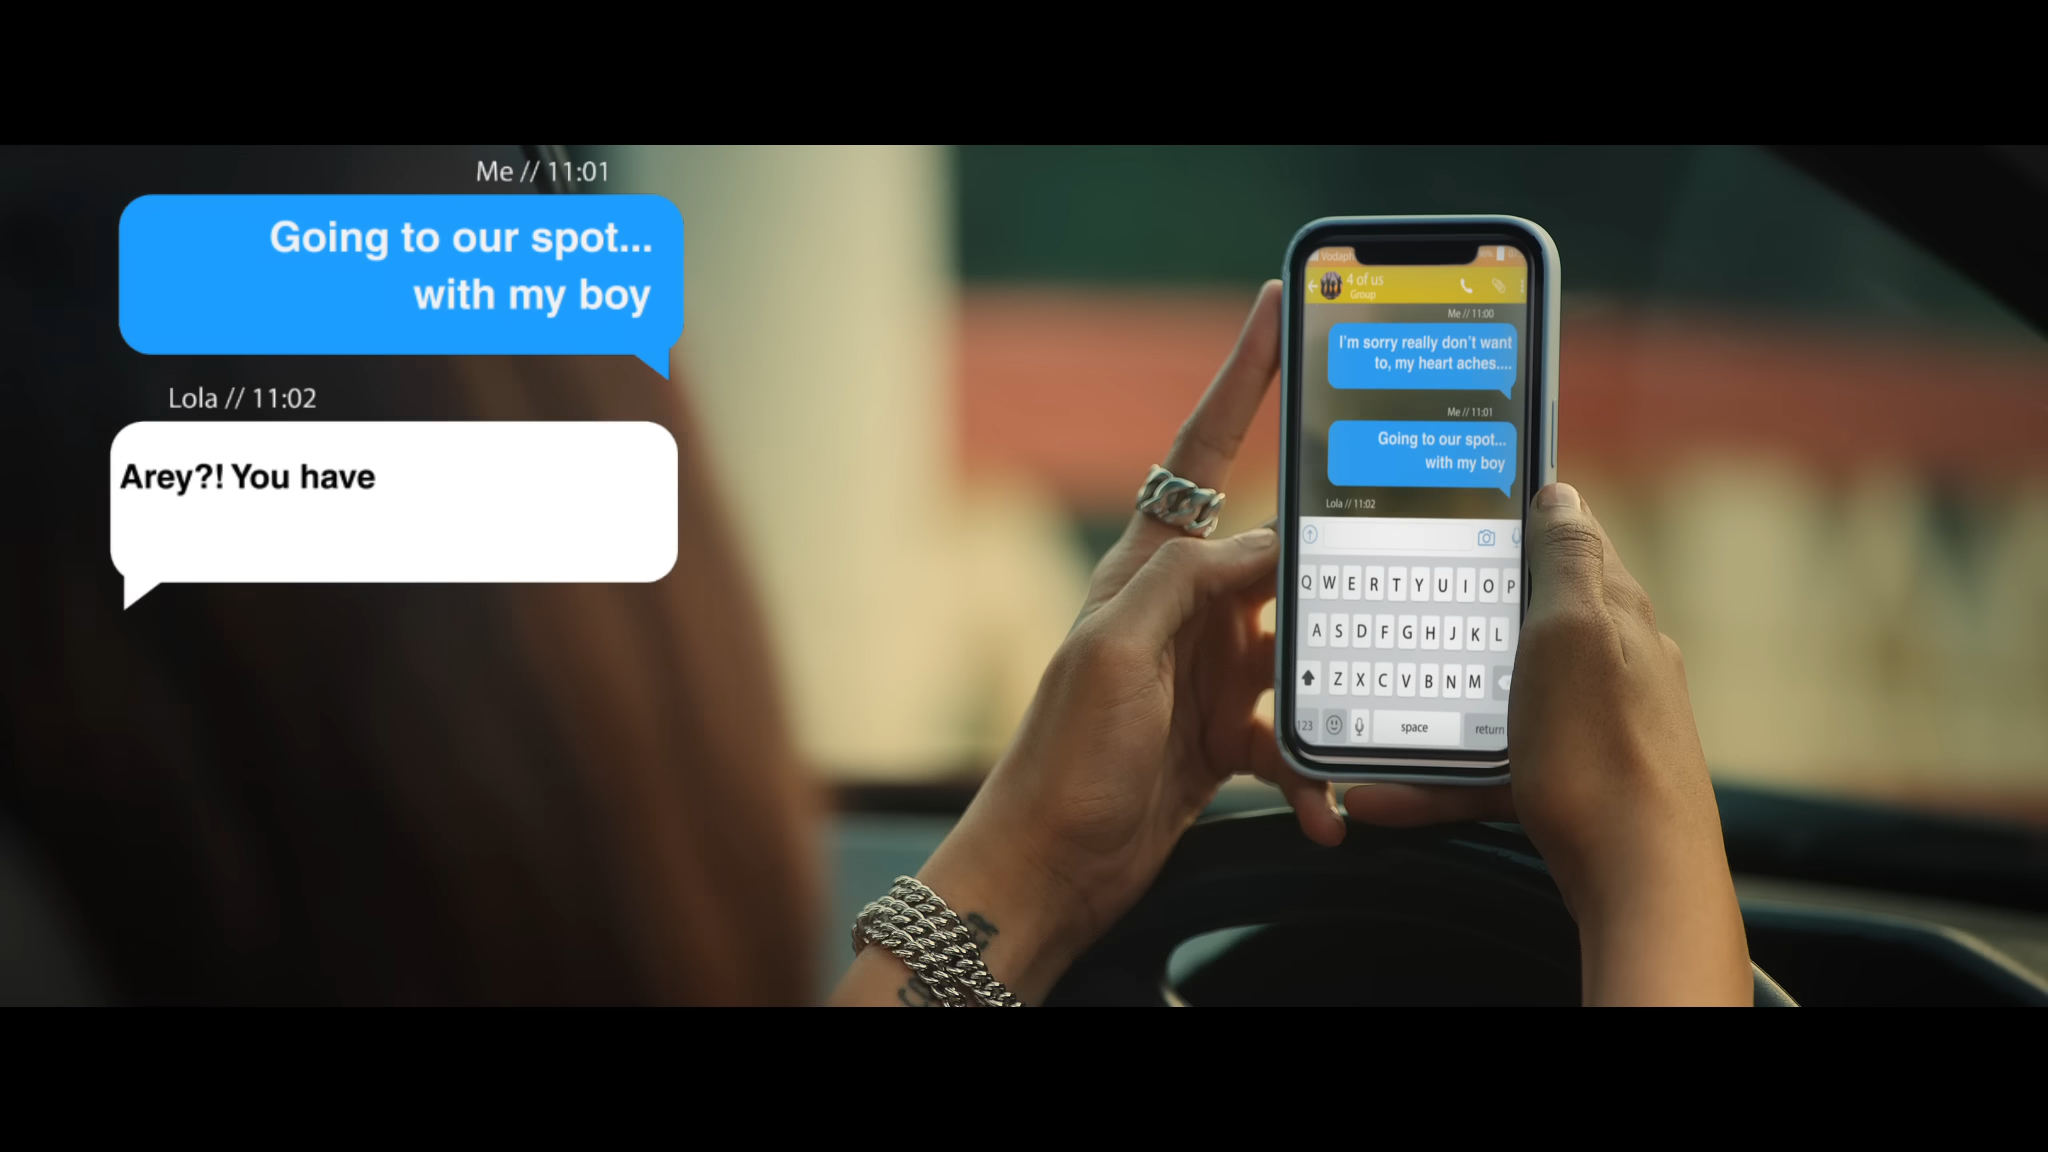 Me // 11:01
Going to our spot...
with my boy
Lola // 11:02
Arey?! You have
4 of us
Group
Me // 11:00
I'm sorry really don't want
to, my heart aches....
Me // 11:01
Going to our spot...
with my boy
Lola // 11:02
Q W E R T Y U I O P
A S D F G H J K L
Z X C V B N M
123 space return